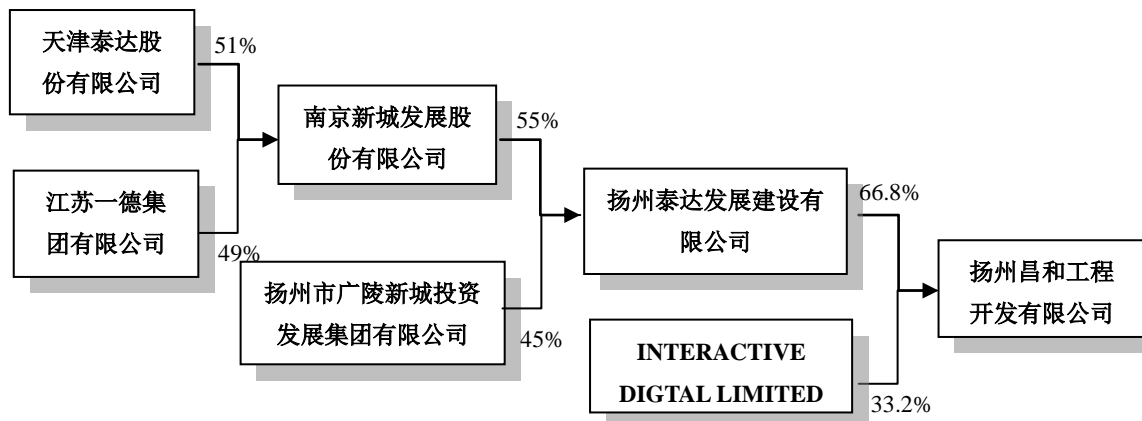 天津泰达股
份有限公司
51%
江苏一德集
团有限公司
49%
南京新城发展股
份有限公司
55%
扬州市广陵新城投资
发展集团有限公司
45%
扬州泰达发展建设有
限公司
66.8%
INTERACTIVE
DIGTAL LIMITED
33.2%
扬州昌和工程
开发有限公司